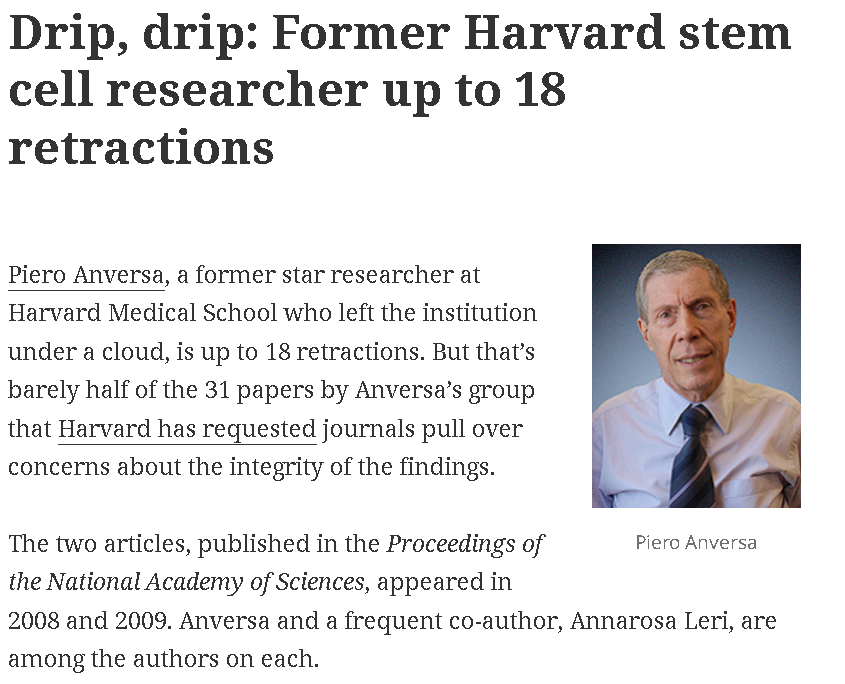 Drip, drip: Former Harvard stem
cell researcher up to 18
retractions
Piero Anversa, a former star researcher at
Harvard Medical School who left the institution
under a cloud, is up to 18 retractions. But that’s
barely half of the 31 papers by Anversa’s group
that Harvard has requested journals pull over
concerns about the integrity of the findings.
Piero Anversa
The two articles, published in the Proceedings of
the National Academy of Sciences, appeared in
2008 and 2009. Anversa and a frequent co-author, Annarosa Leri, are
among the authors on each.